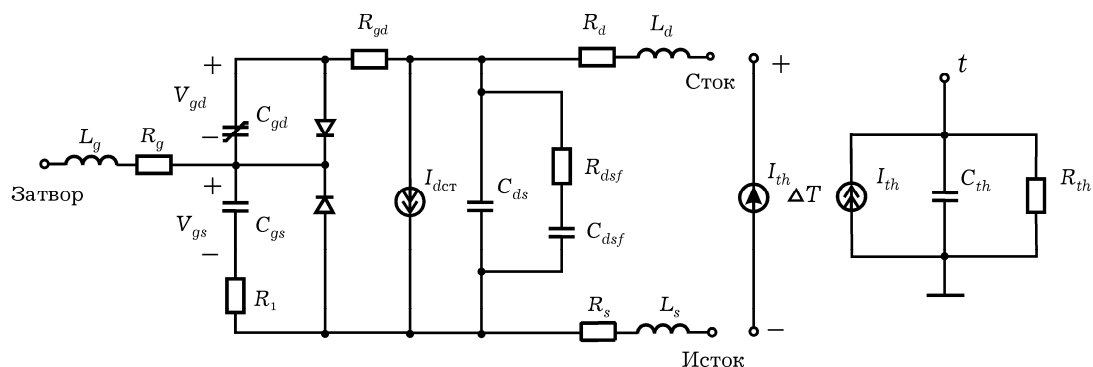 R_gd
R_d
L_d
+
V_gd
−
C_gd
Сток
+
t
L_g
R_g
Затвор
+
V_gs
−
C_gs
I_dст
C_ds
R_dsf
C_dsf
I_th
ΔT
I_th
C_th
R_th
R_1
R_s
L_s
−
Исток